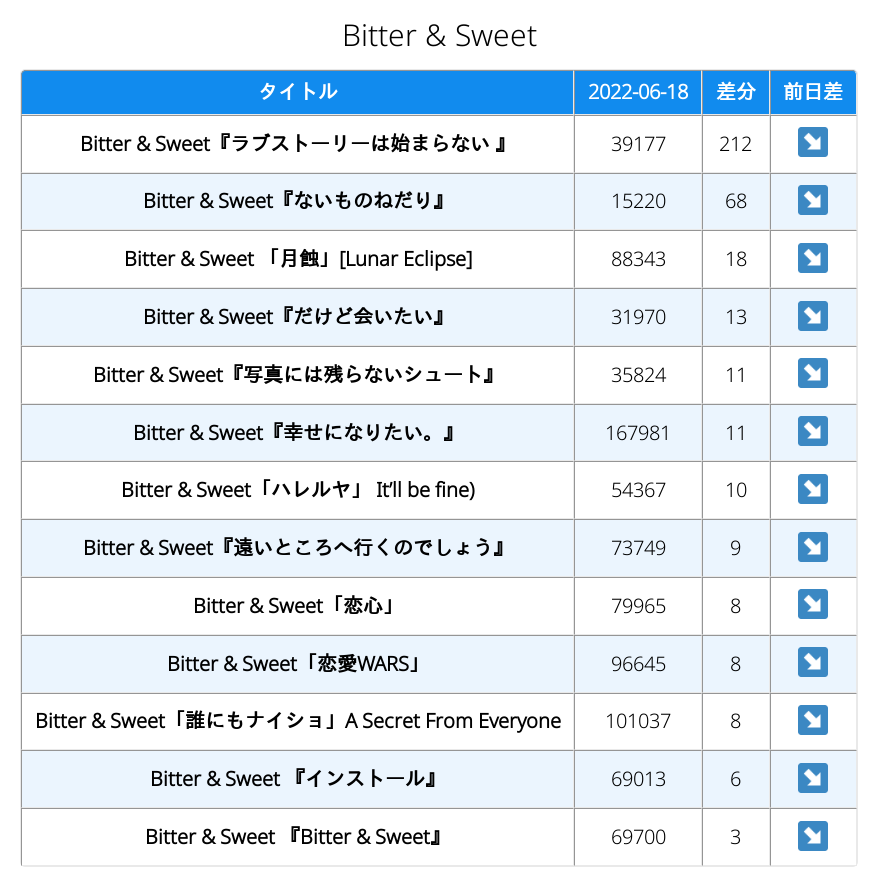 Bitter & Sweet
タイトル 2022-06-18 差分 前日差
Bitter & Sweet『ラブストーリーは始まらない 』 39177 212 ↘
Bitter & Sweet『ないものねだり』 15220 68 ↘
Bitter & Sweet 「月蝕」[Lunar Eclipse] 88343 18 ↘
Bitter & Sweet『だけど会いたい』 31970 13 ↘
Bitter & Sweet『写真には残らないシュート』 35824 11 ↘
Bitter & Sweet『幸せになりたい。』 167981 11 ↘
Bitter & Sweet「ハレルヤ」 It'll be fine) 54367 10 ↘
Bitter & Sweet『遠いところへ行くのでしょう』 73749 9 ↘
Bitter & Sweet「恋心」 79965 8 ↘
Bitter & Sweet「恋愛WARS」 96645 8 ↘
Bitter & Sweet「誰にもナイショ」A Secret From Everyone 101037 8 ↘
Bitter & Sweet 『インストール』 69013 6 ↘
Bitter & Sweet 『Bitter & Sweet』 69700 3 ↘